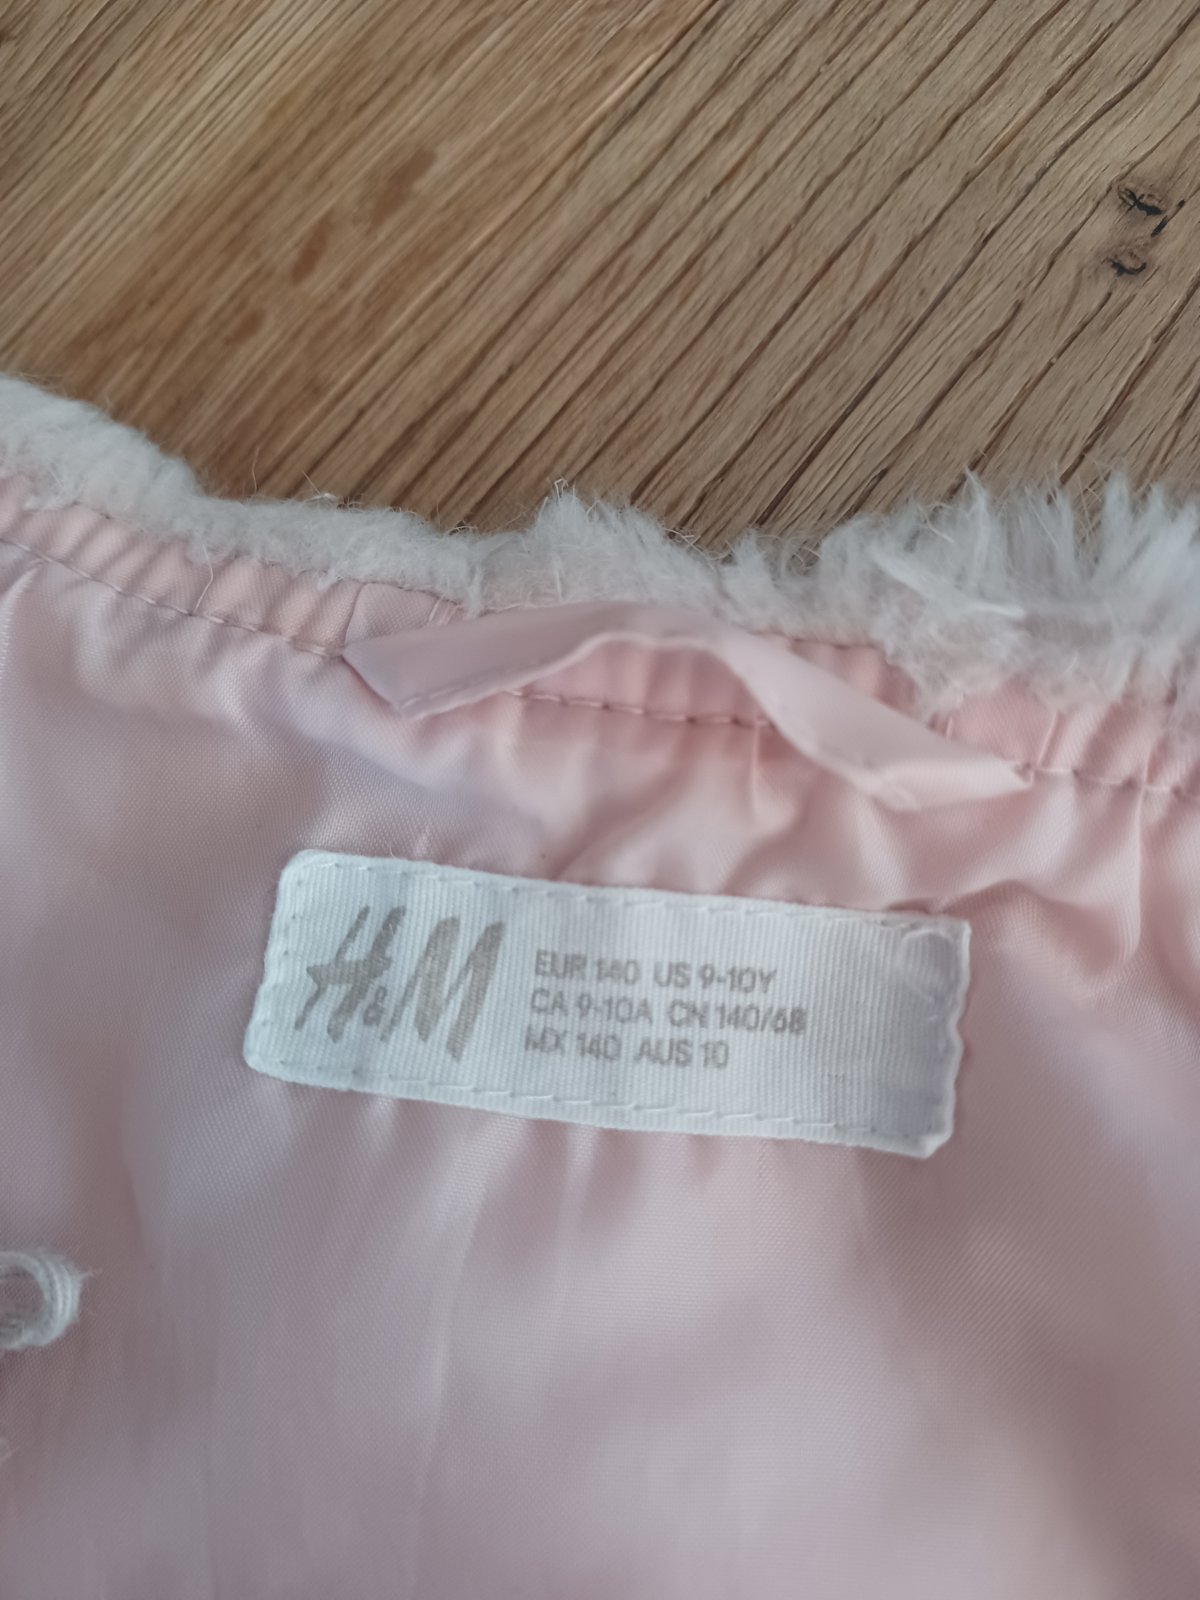 H&M
EUR 140 US 9-10Y
CA 9-10A CN 140/68
MX 140 AUS 10